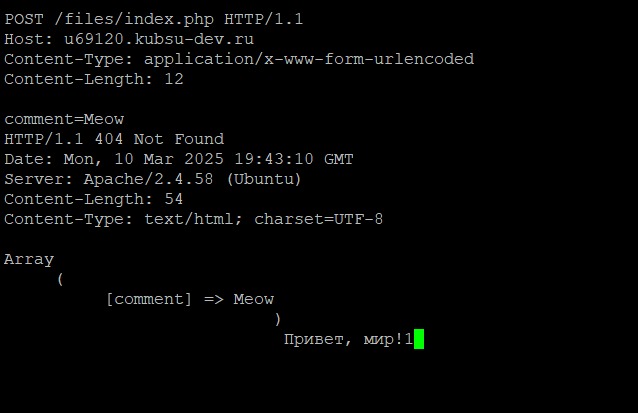 POST /files/index.php HTTP/1.1
Host: u69120.kubsu-dev.ru
Content-Type: application/x-www-form-urlencoded
Content-Length: 12

comment=Meow
HTTP/1.1 404 Not Found
Date: Mon, 10 Mar 2025 19:43:10 GMT
Server: Apache/2.4.58 (Ubuntu)
Content-Length: 54
Content-Type: text/html; charset=UTF-8

Array
(
[comment] => Meow
)
Привет, мир!1